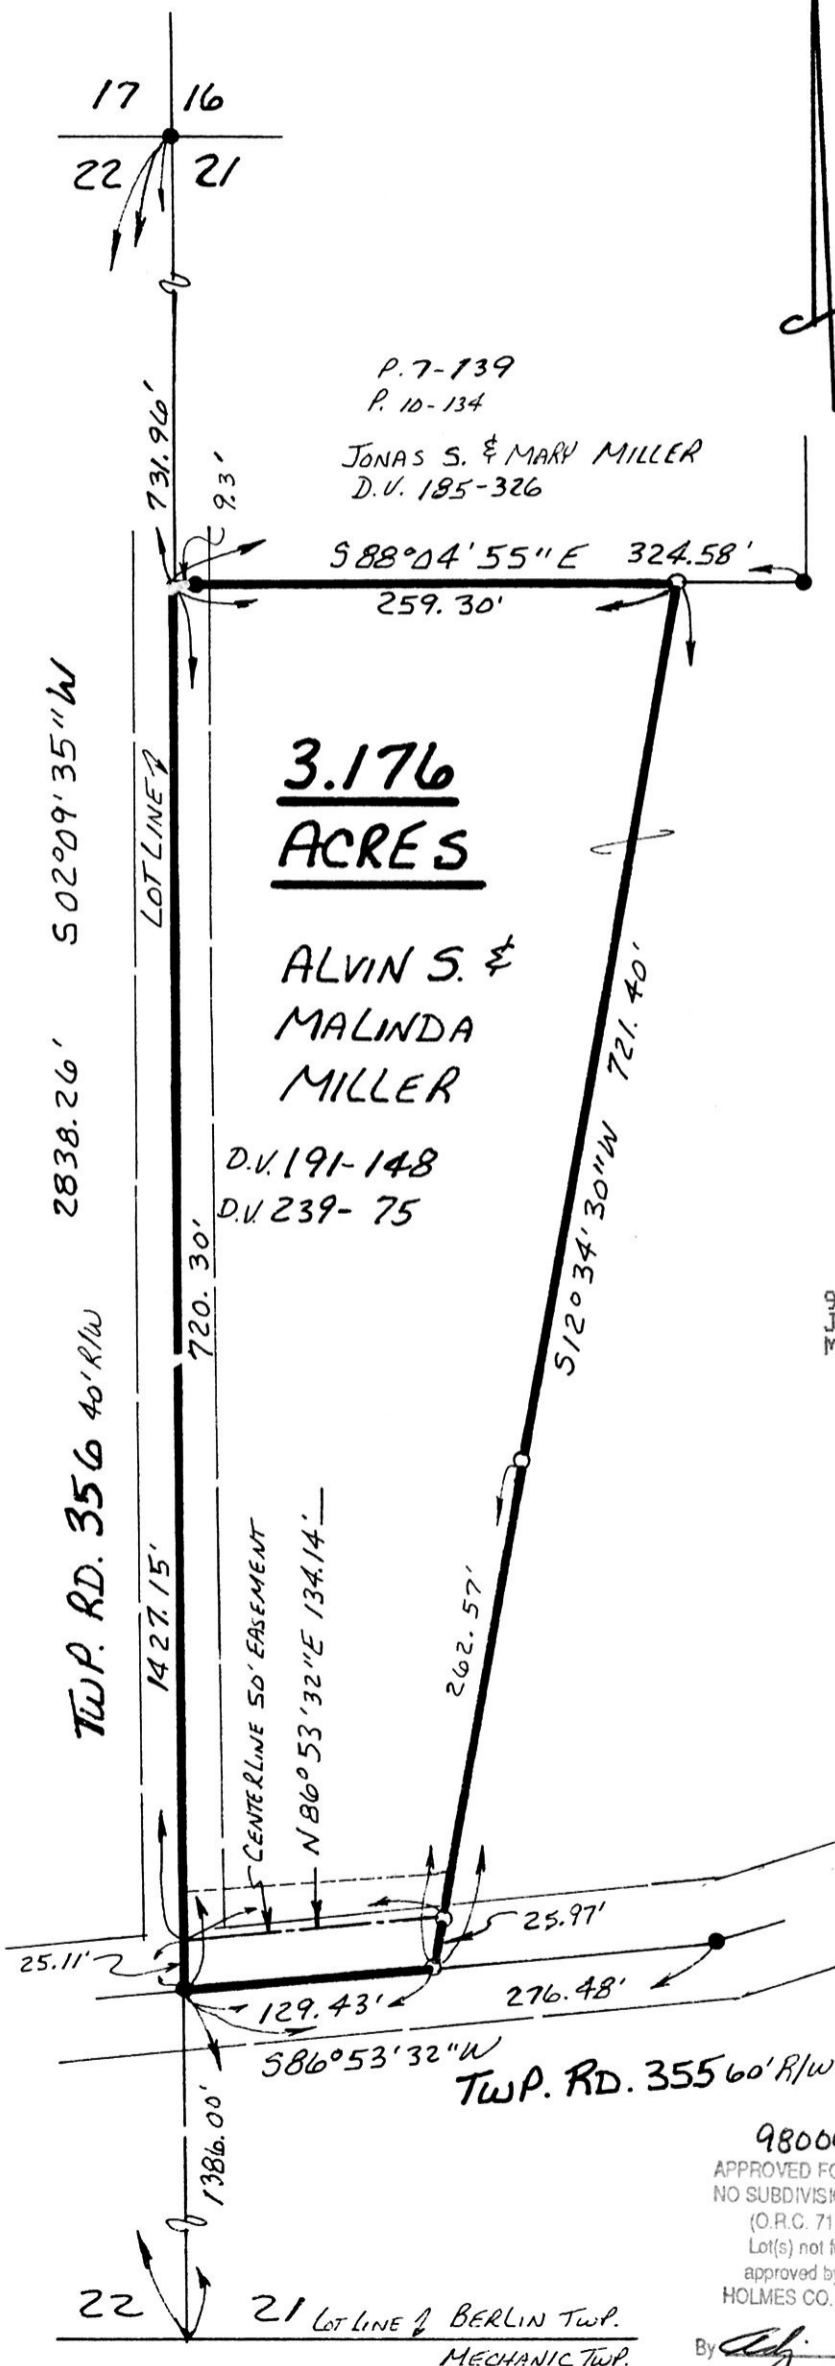 17 16
22 21
731.96'
9.3'
P. 7-139
P. 10-134
JONAS S. & MARY MILLER
D.V. 185-326
S 88°04'55" E 324.58'
259.30'
S 02°09'35" W
LOT LINE
3.176
ACRES
ALVIN S. &
MALINDA
MILLER
D.V. 191-148
D.V. 239-75
2838.26'
720.30'
721.40'
S 12°34'30" W
TWP. RD. 356 40' R/W
1427.15'
CENTERLINE 50' EASEMENT
N 86°53'32" E 134.14'
262.57'
25.97'
25.11'
129.43'
276.48'
S 86°53'32" W
TWP. RD. 355 60' R/W
1386.00'
APPROVED
NO
(O.R.C.
Lot(s) not
approved by
HOLMES CO.
By
22 21 LOT LINE & BERLIN TWP.
MECHANIC TWP.